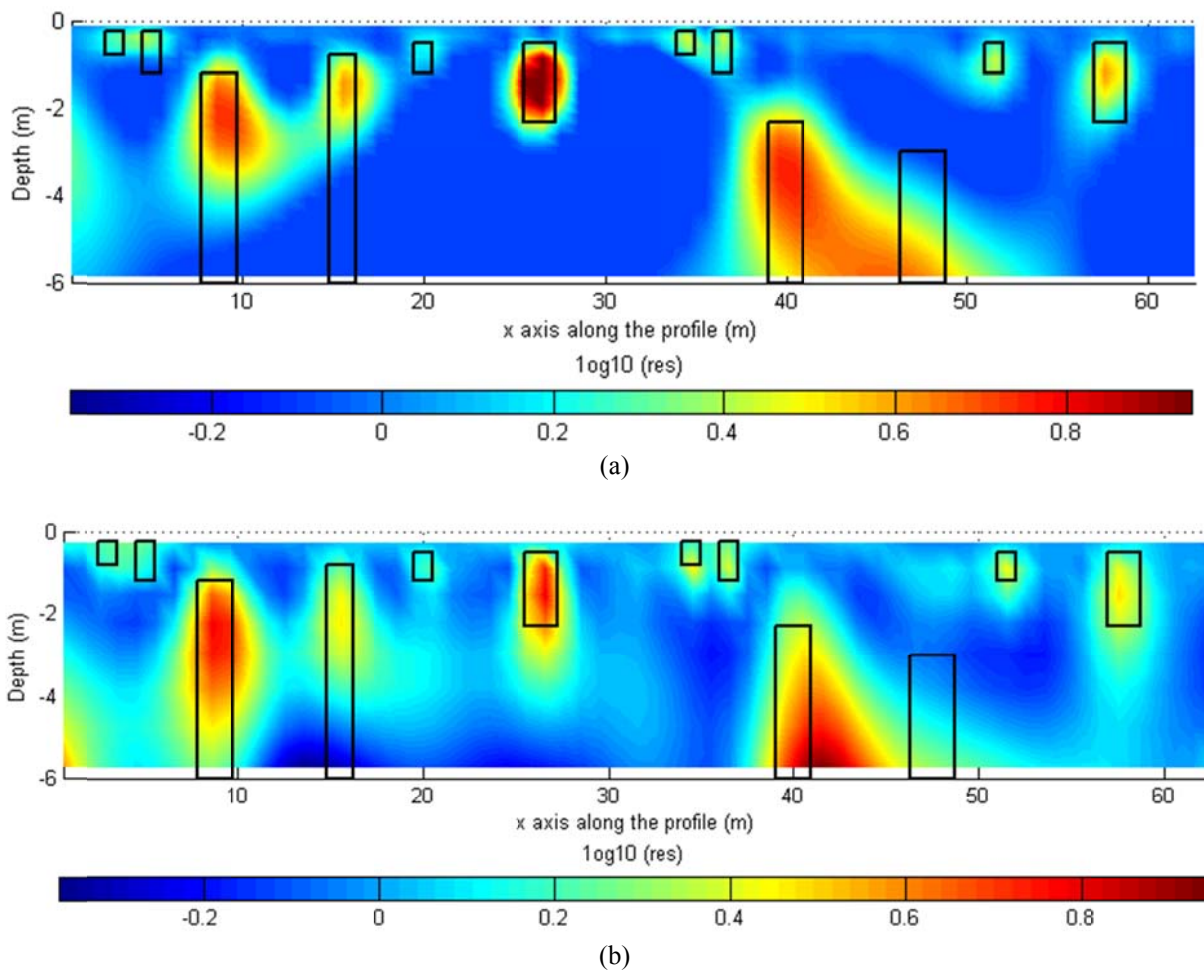 0
-2
-4
-6
Depth (m)
10 20 30 40 50 60
x axis along the profile (m)
1og10 (res)
-0.2 0 0.2 0.4 0.6 0.8
(a)
0
-2
-4
-6
Depth (m)
10 20 30 40 50 60
x axis along the profile (m)
1og10 (res)
-0.2 0 0.2 0.4 0.6 0.8
(b)